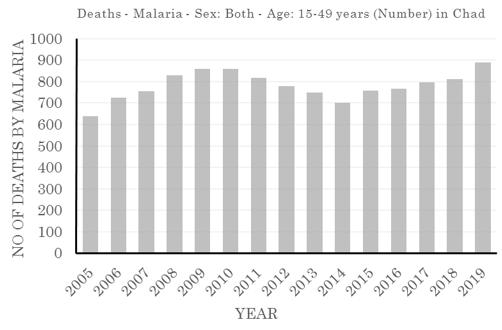 Deaths - Malaria - Sex: Both - Age: 15-49 years (Number) in Chad
NO OF DEATHS BY MALARIA
1000
900
800
700
600
500
400
300
200
100
0
2005 2006 2007 2008 2009 2010 2011 2012 2013 2014 2015 2016 2017 2018 2019
YEAR